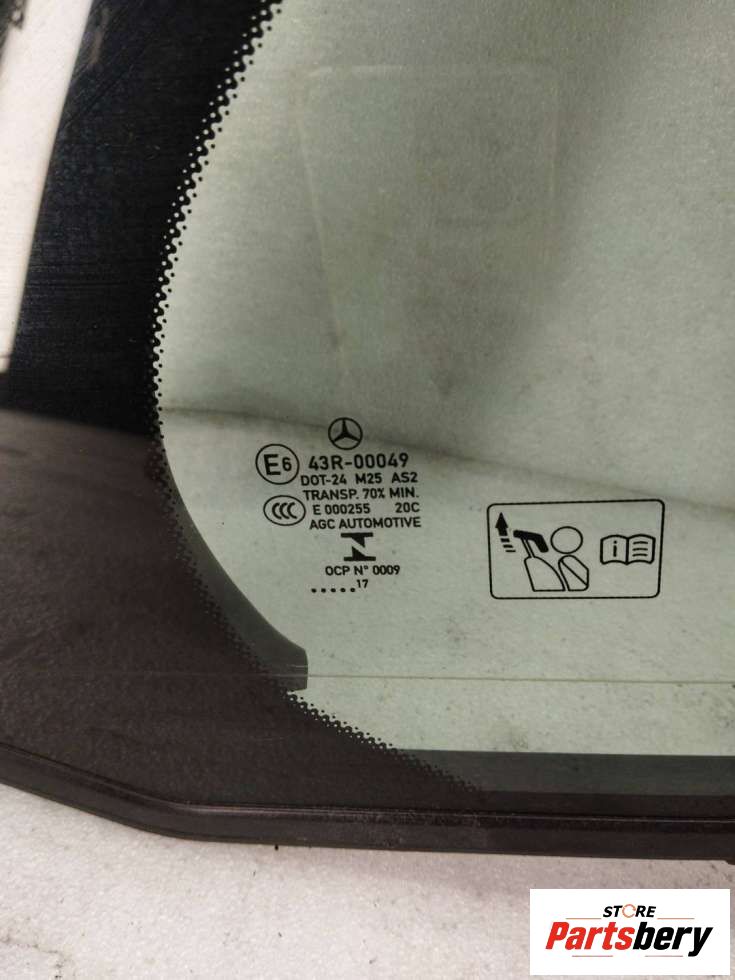 E6 43R-00049
DOT-24 M25 AS2
TRANSP. 70% MIN.
CCC E 000255 20C
AGC AUTOMOTIVE
OCP N° 0009
.....17
i
STORE
Partsbery